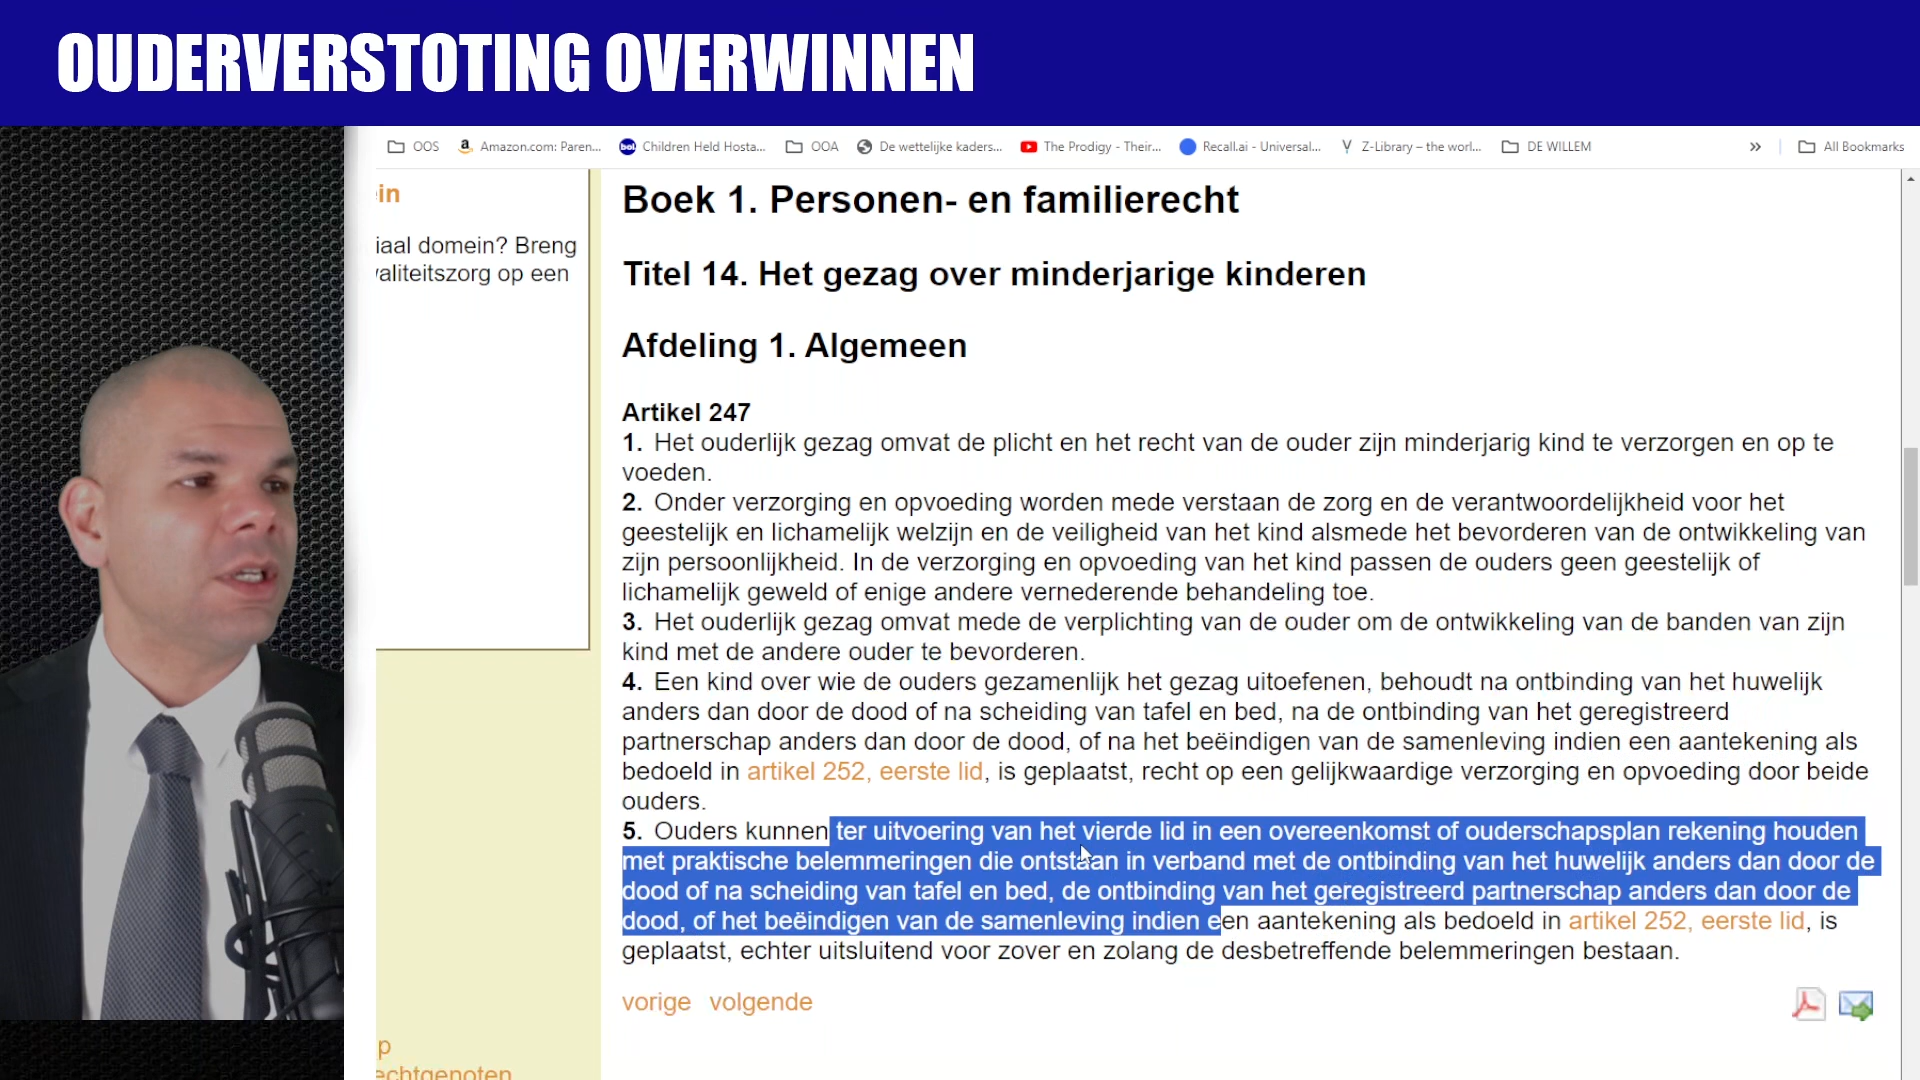 OUDERVERSTOTING OVERWINNEN
OOS Amazon.com: Paren... Children Held Hosta... OOA De wettelijke kaders... The Prodigy - Their... Recall.ai - Universal... Z-Library – the worl... DE WILLEM » All Bookmarks
in
iaal domein? Breng
valiteitszorg op een
Boek 1. Personen- en familierecht
Titel 14. Het gezag over minderjarige kinderen
Afdeling 1. Algemeen
Artikel 247
1. Het ouderlijk gezag omvat de plicht en het recht van de ouder zijn minderjarig kind te verzorgen en op te
voeden.
2. Onder verzorging en opvoeding worden mede verstaan de zorg en de verantwoordelijkheid voor het
geestelijk en lichamelijk welzijn en de veiligheid van het kind alsmede het bevorderen van de ontwikkeling van
zijn persoonlijkheid. In de verzorging en opvoeding van het kind passen de ouders geen geestelijk of
lichamelijk geweld of enige andere vernederende behandeling toe.
3. Het ouderlijk gezag omvat mede de verplichting van de ouder om de ontwikkeling van de banden van zijn
kind met de andere ouder te bevorderen.
4. Een kind over wie de ouders gezamenlijk het gezag uitoefenen, behoudt na ontbinding van het huwelijk
anders dan door de dood of na scheiding van tafel en bed, na de ontbinding van het geregistreerd
partnerschap anders dan door de dood, of na het beëindigen van de samenleving indien een aantekening als
bedoeld in artikel 252, eerste lid, is geplaatst, recht op een gelijkwaardige verzorging en opvoeding door beide
ouders.
5. Ouders kunnen ter uitvoering van het vierde lid in een overeenkomst of ouderschapsplan rekening houden
met praktische belemmeringen die ontstaan in verband met de ontbinding van het huwelijk anders dan door de
dood of na scheiding van tafel en bed, de ontbinding van het geregistreerd partnerschap anders dan door de
dood, of het beëindigen van de samenleving indien een aantekening als bedoeld in artikel 252, eerste lid, is
geplaatst, echter uitsluitend voor zover en zolang de desbetreffende belemmeringen bestaan.
vorige volgende
p
echtgenoten